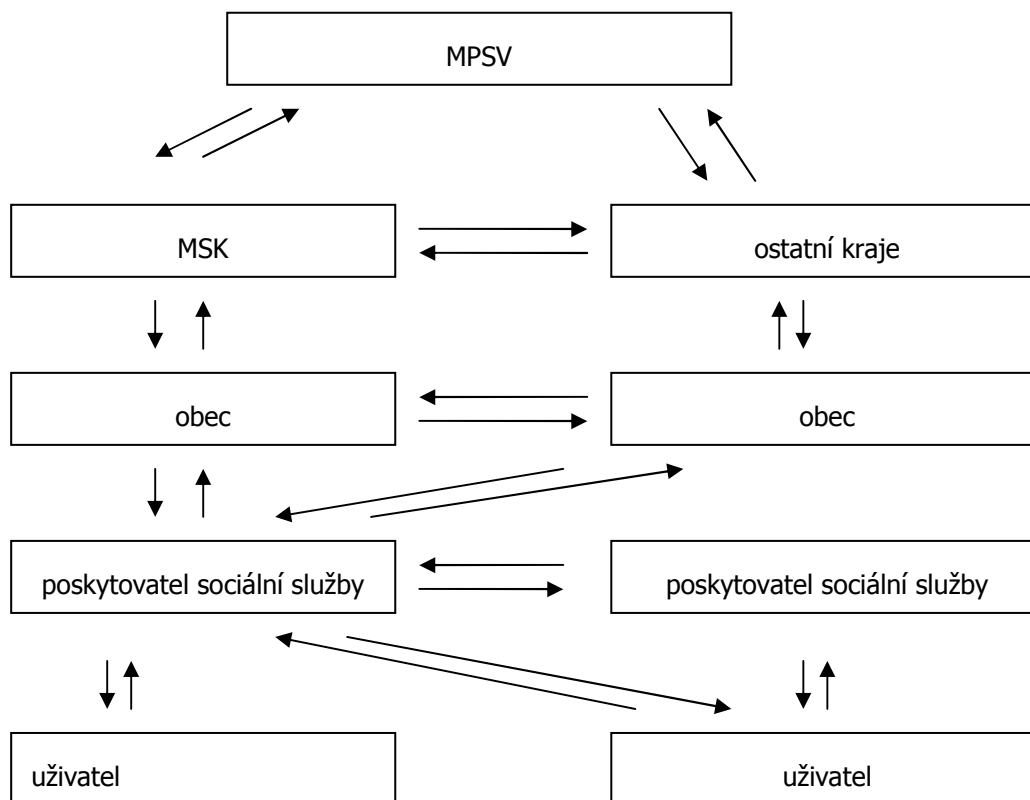 MPSV
MSK
ostatní kraje
obec
obec
poskytovatel sociální služby
poskytovatel sociální služby
uživatel
uživatel